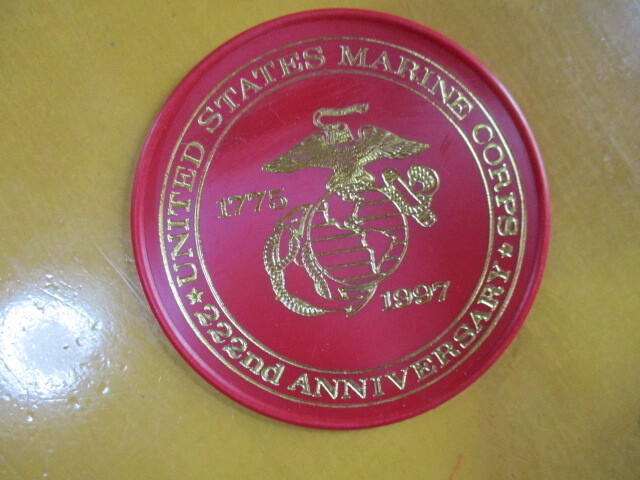 UNITED STATES MARINE CORPS
1775
1997
★ 222nd ANNIVERSARY ★